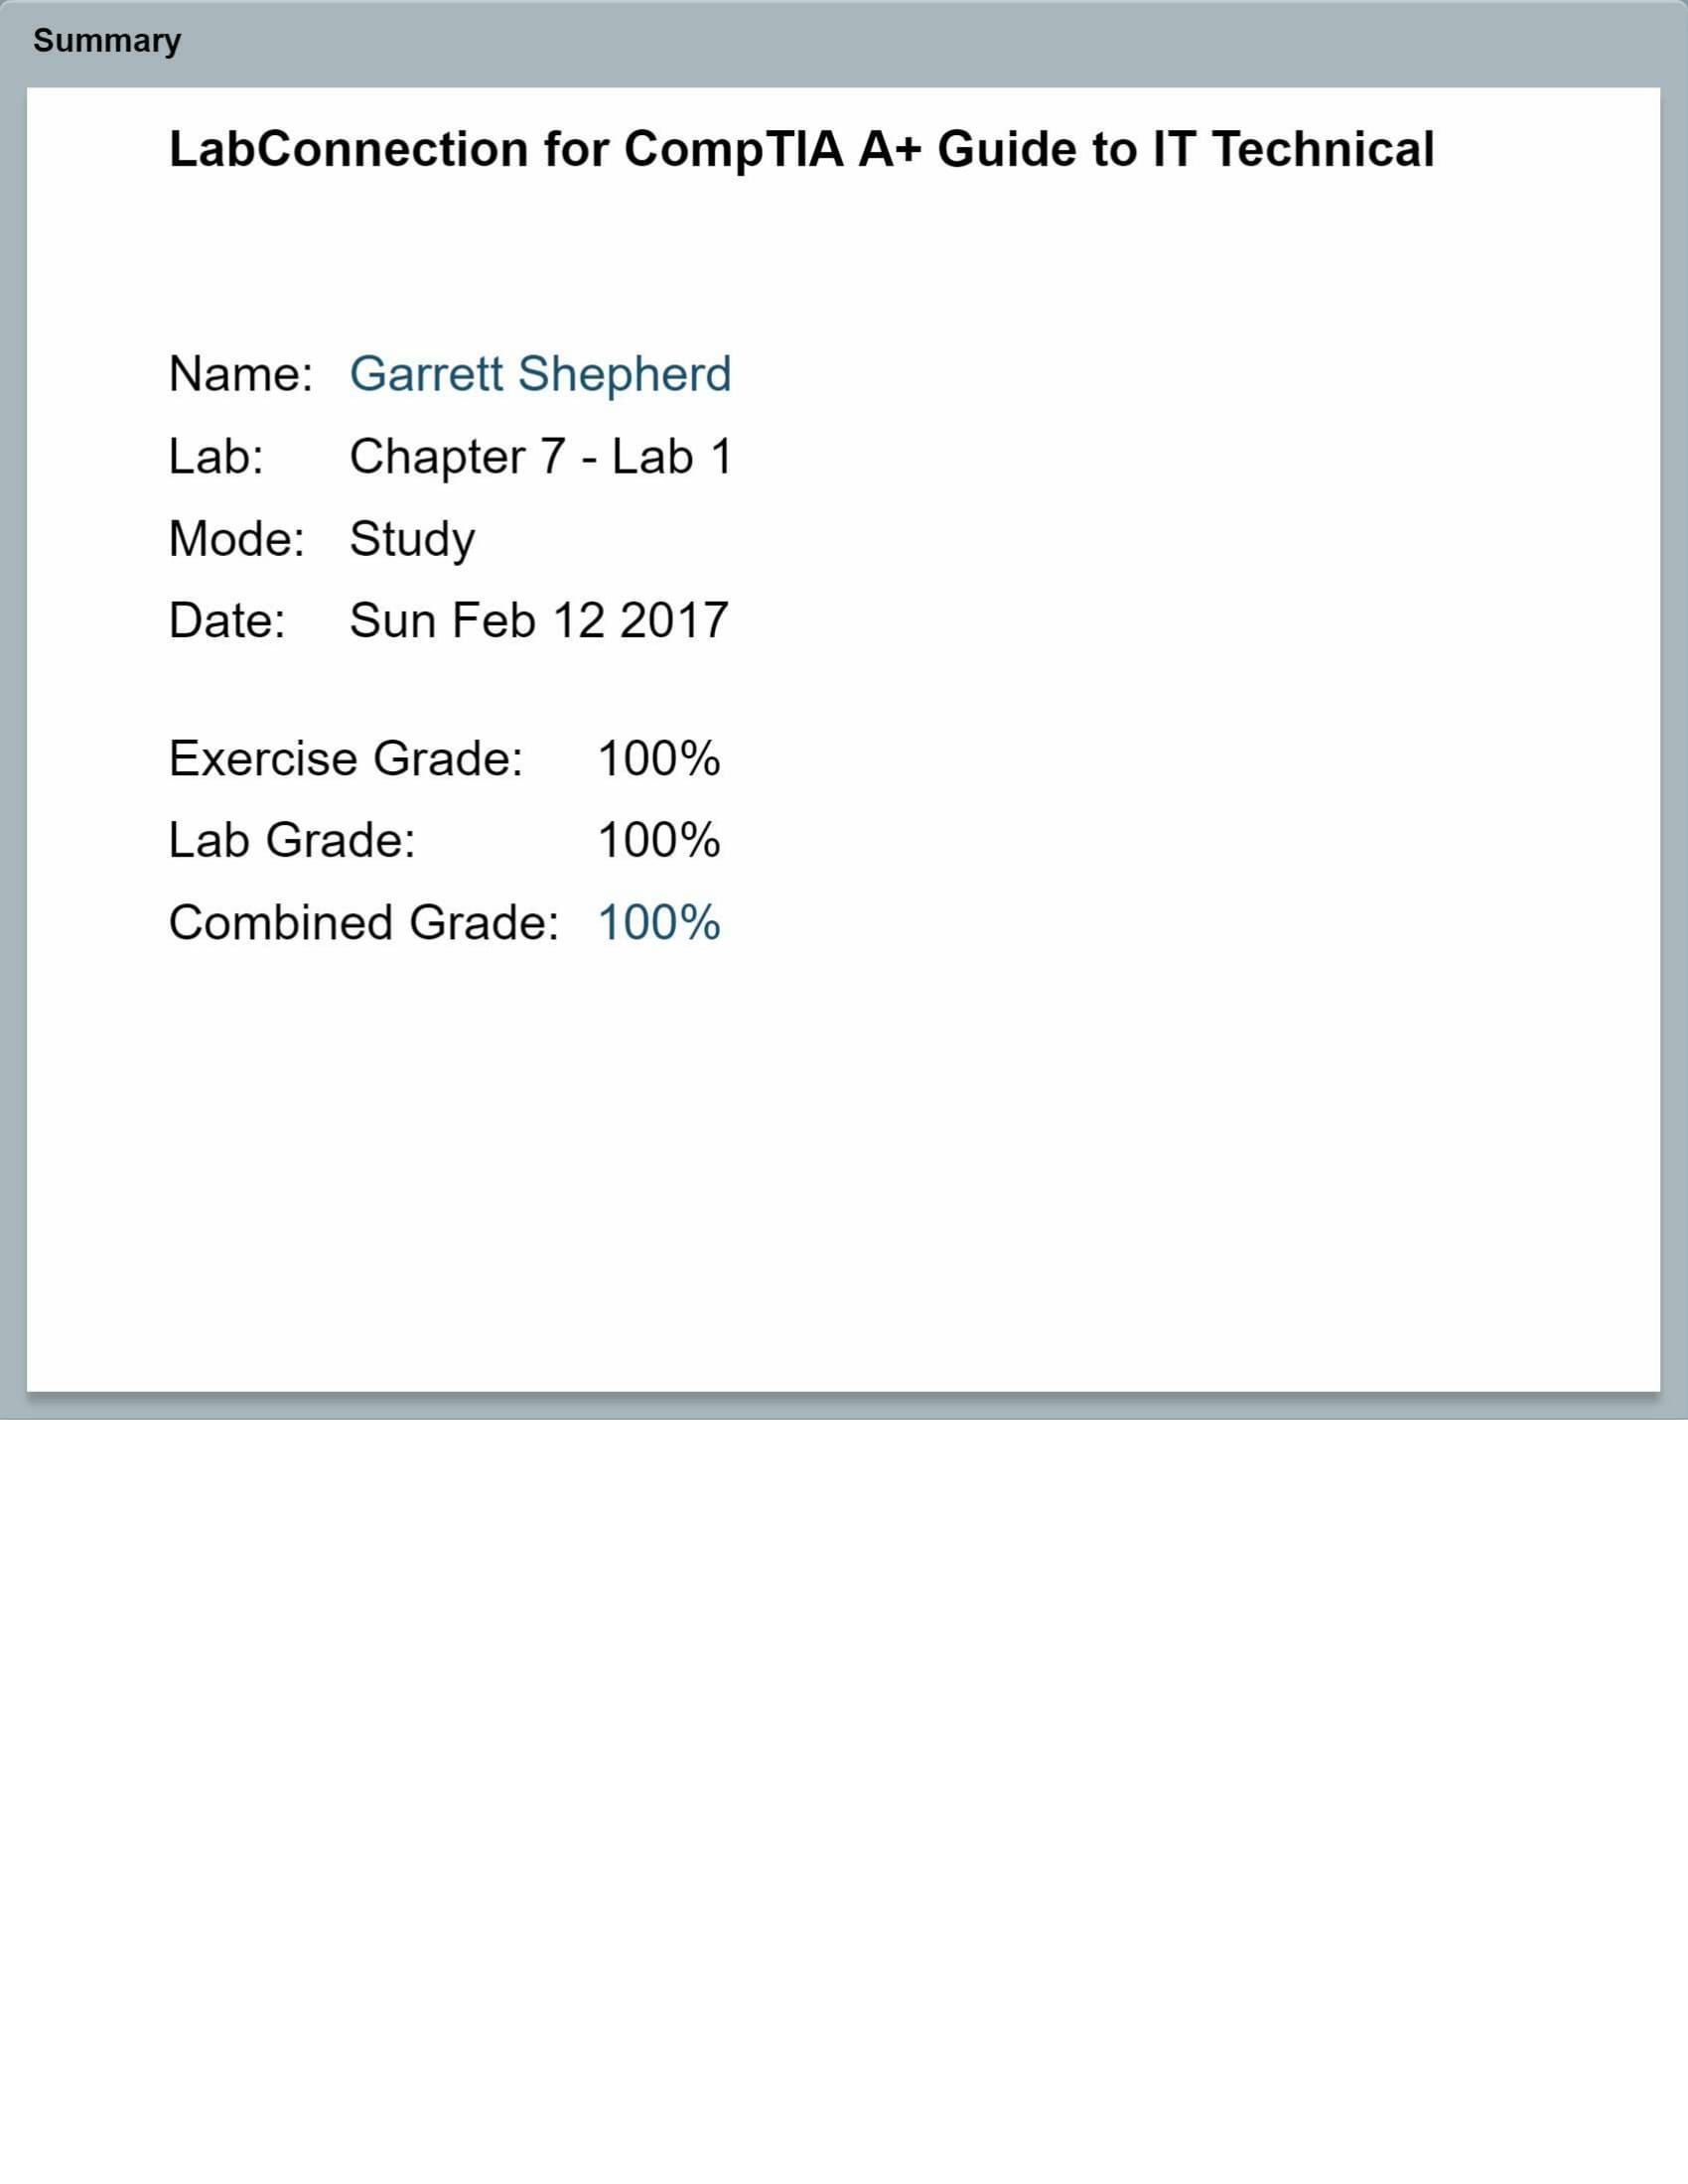 Summary
LabConnection for CompTIA A+ Guide to IT Technical
Name: Garrett Shepherd
Lab: Chapter 7 - Lab 1
Mode: Study
Date: Sun Feb 12 2017
Exercise Grade: 100%
Lab Grade: 100%
Combined Grade: 100%